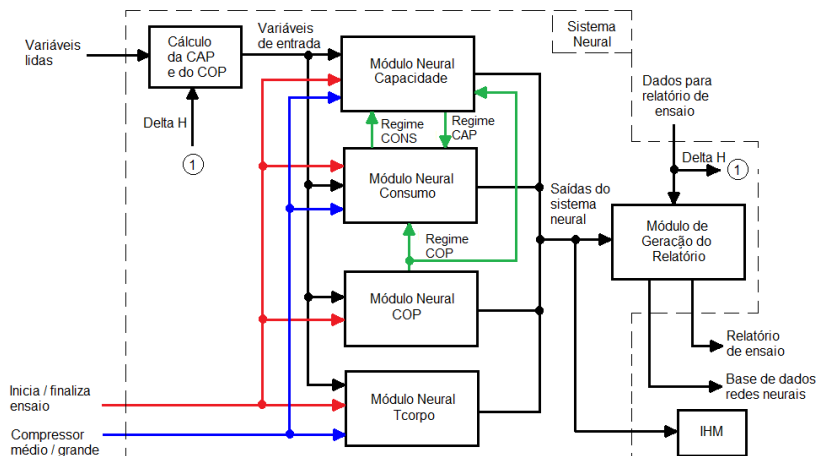 Sistema
Neural
Variáveis
lidas
Cálculo
da CAP
e do COP
Variáveis
de entrada
Módulo Neural
Capacidade
Dados para
relatório de
ensaio
Delta H
1
Regime
CONS
Regime
CAP
Delta H
1
Módulo Neural
Consumo
Saídas do
sistema
neural
Módulo de
Geração do
Relatório
Regime
COP
Módulo Neural
COP
Relatório
de ensaio
Base de dados
redes neurais
Inicia / finaliza
ensaio
Módulo Neural
Tcorpo
Compressor
médio / grande
IHM